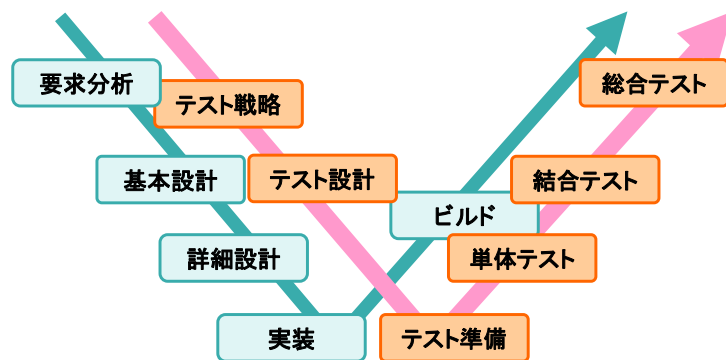 要求分析
総合テスト
テスト戦略
基本設計
テスト設計
結合テスト
ビルド
詳細設計
単体テスト
実装
テスト準備